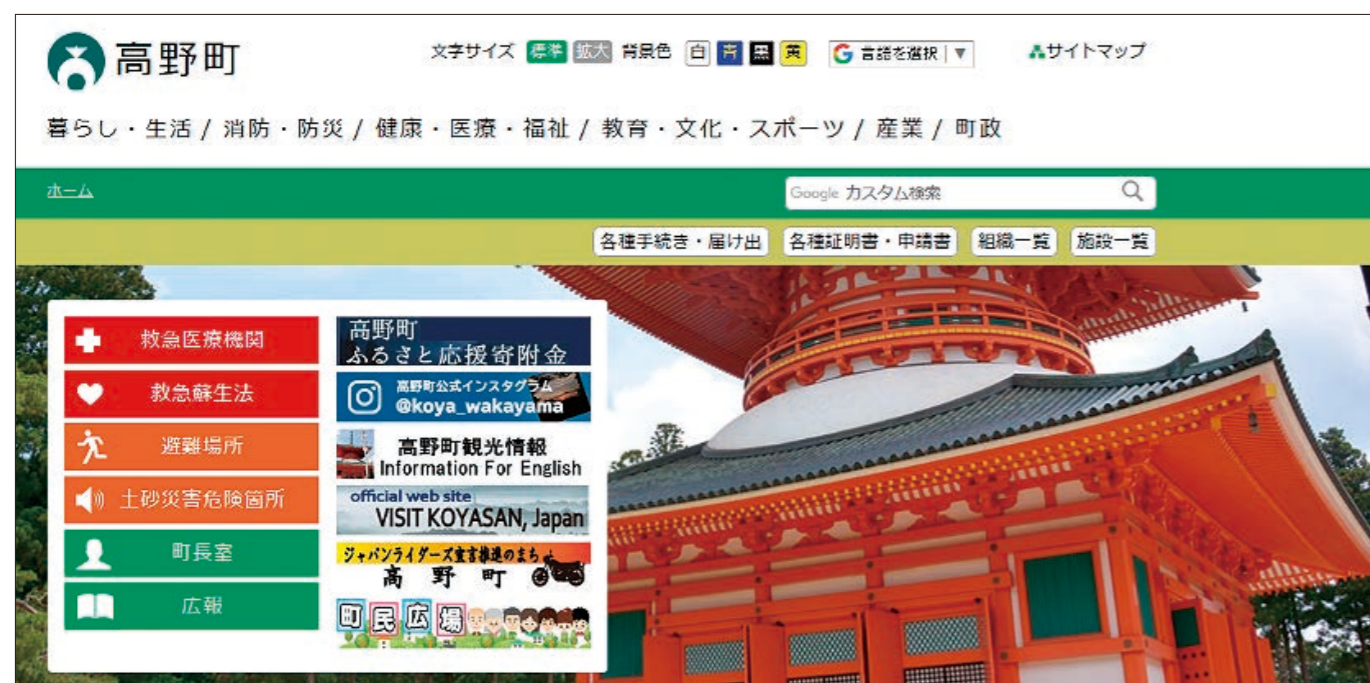 高野町
文字サイズ 標準 拡大 背景色 白 青 黒 黄 G 言語を選択 ▼ サイトマップ
暮らし・生活 / 消防・防災 / 健康・医療・福祉 / 教育・文化・スポーツ / 産業 / 町政
ホーム
Google カスタム検索
各種手続き・届け出 各種証明書・申請書 組織一覧 施設一覧
救急医療機関
救急蘇生法
避難場所
土砂災害危険箇所
町長室
広報
高野町
ふるさと応援寄附金
高野町公式インスタグラム
@koya_wakayama
高野町観光情報
Information For English
official web site
VISIT KOYASAN, Japan
ジャパンライダーズ宣言推進のまち
高野町
町民広場